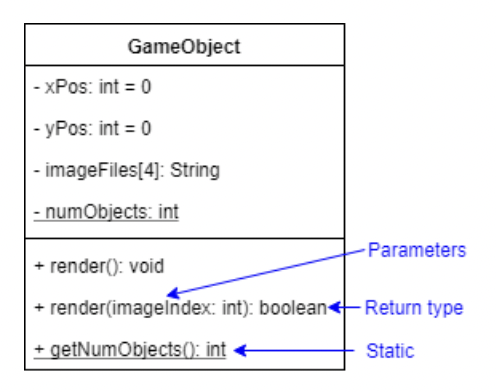 GameObject
- xPos: int = 0
- yPos: int = 0
- imageFiles[4]: String
- numObjects: int
Parameters
+ render(): void
+ render(imageIndex: int): boolean
Return type
+ getNumObjects(): int
Static